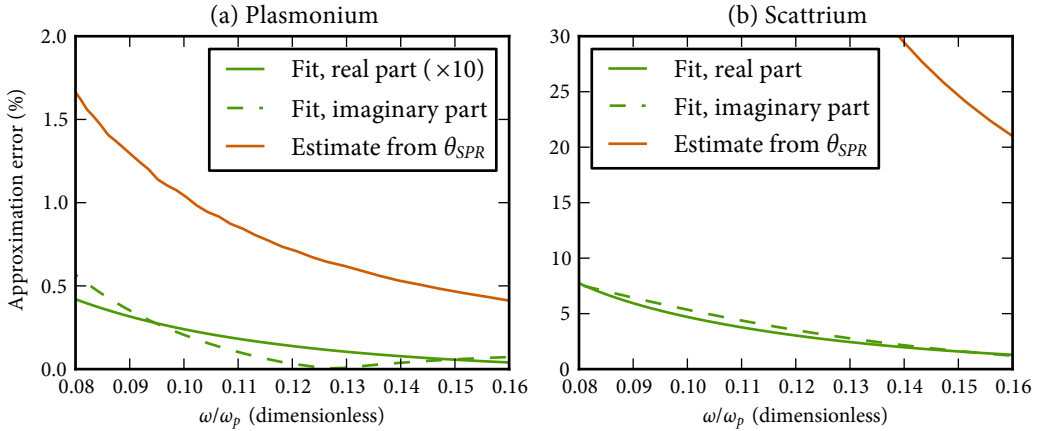 (a) Plasmonium
2.0
1.5
1.0
0.5
0.0
Approximation error (%)
Fit, real part (×10)
Fit, imaginary part
Estimate from θSPR
0.08 0.09 0.10 0.11 0.12 0.13 0.14 0.15 0.16
ω/ωp (dimensionless)
(b) Scattrium
30
25
20
15
10
5
0
Fit, real part
Fit, imaginary part
Estimate from θSPR
0.08 0.09 0.10 0.11 0.12 0.13 0.14 0.15 0.16
ω/ωp (dimensionless)